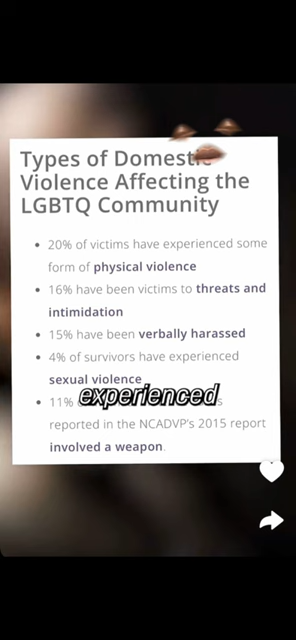 Types of Domestic
Violence Affecting the
LGBTQ Community
• 20% of victims have experienced some
form of physical violence
• 16% have been victims to threats and
intimidation
• 15% have been verbally harassed
• 4% of survivors have experienced
sexual violence
experienced
• 11%
reported in the NCADVP's 2015 report
involved a weapon.